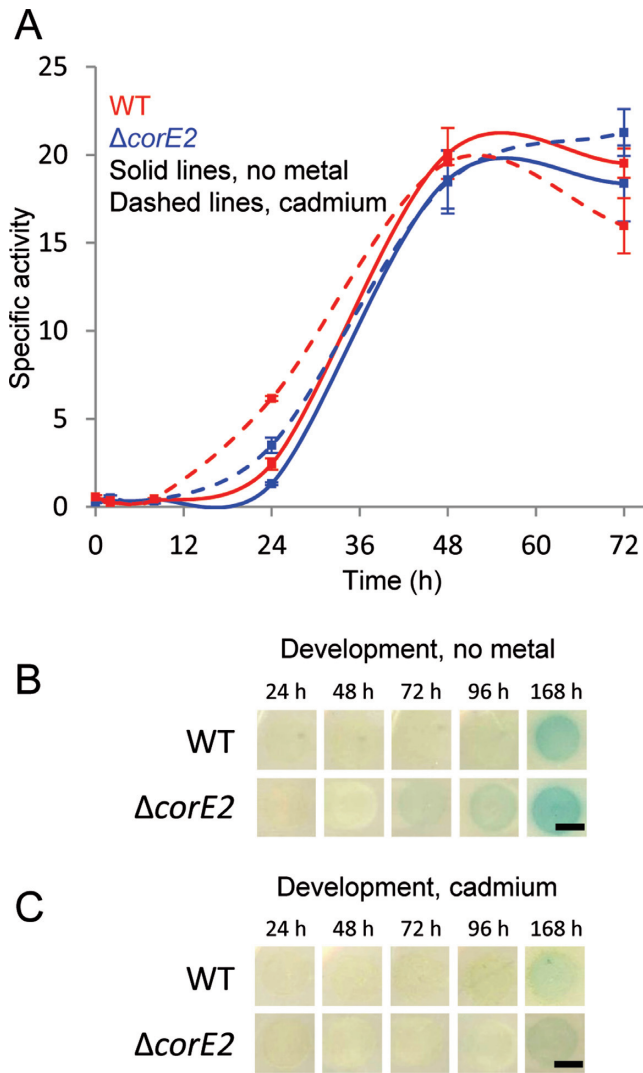 A
25
20
15
10
5
0
Specific activity
WT
ΔcorE2
Solid lines, no metal
Dashed lines, cadmium
0 12 24 36 48 60 72
Time (h)
B
Development, no metal
24 h 48 h 72 h 96 h 168 h
WT
ΔcorE2
C
Development, cadmium
24 h 48 h 72 h 96 h 168 h
WT
ΔcorE2